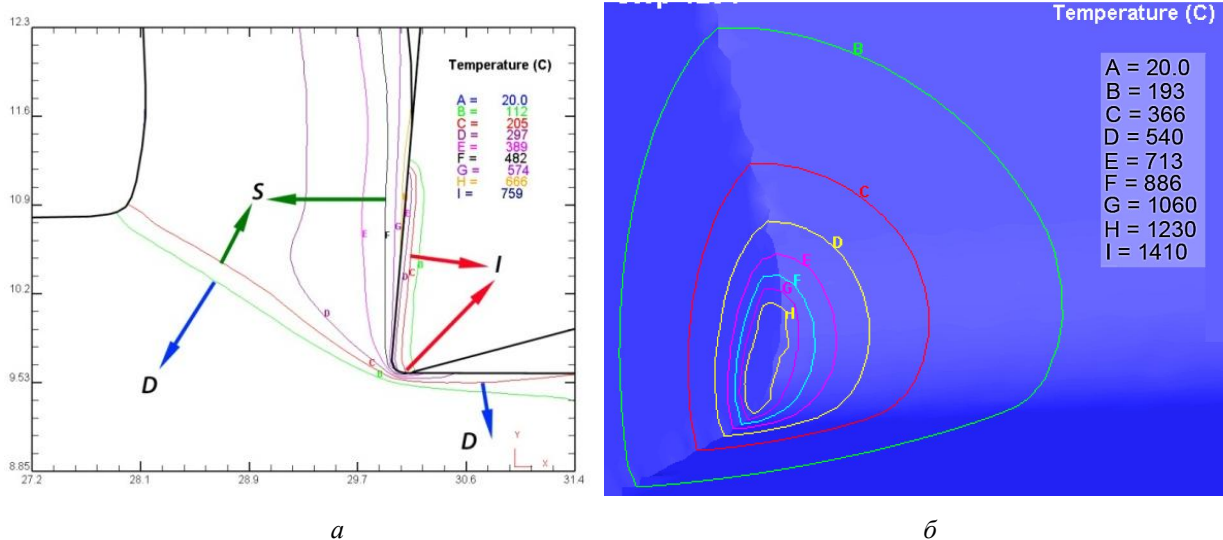 12.3
11.6
10.9
10.2
9.53
8.85
27.2
28.1
28.9
29.7
30.6
31.4
Temperature (C)
A = 20.0
B = 112
C = 205
D = 297
E = 389
F = 482
G = 574
H = 666
I = 759
S
I
D
D
D
E
F
G
D
C
B
C
B
E
D
C
B
Y
X
а
Temperature (C)
A = 20.0
B = 193
C = 366
D = 540
E = 713
F = 886
G = 1060
H = 1230
I = 1410
B
C
D
E
F
G
H
б